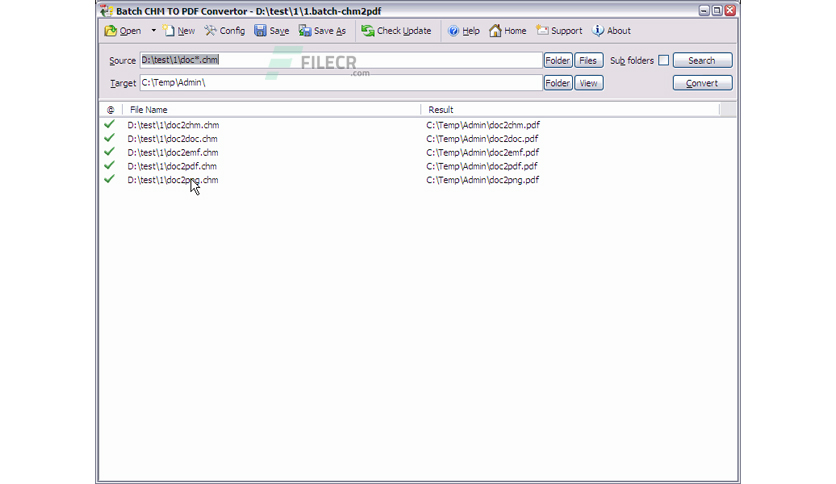 Batch CHM TO PDF Convertor - D:\test\1\1.batch-chm2pdf
Open New Config Save Save As Check Update Help Home Support About
Source D:\test\1\doc*.chm Folder Files Sub folders Search
FILECR
.com
Target C:\Temp\Admin\ Folder View Convert
@ File Name Result
D:\test\1\doc2chm.chm C:\Temp\Admin\doc2chm.pdf
D:\test\1\doc2doc.chm C:\Temp\Admin\doc2doc.pdf
D:\test\1\doc2emf.chm C:\Temp\Admin\doc2emf.pdf
D:\test\1\doc2pdf.chm C:\Temp\Admin\doc2pdf.pdf
D:\test\1\doc2png.chm C:\Temp\Admin\doc2png.pdf